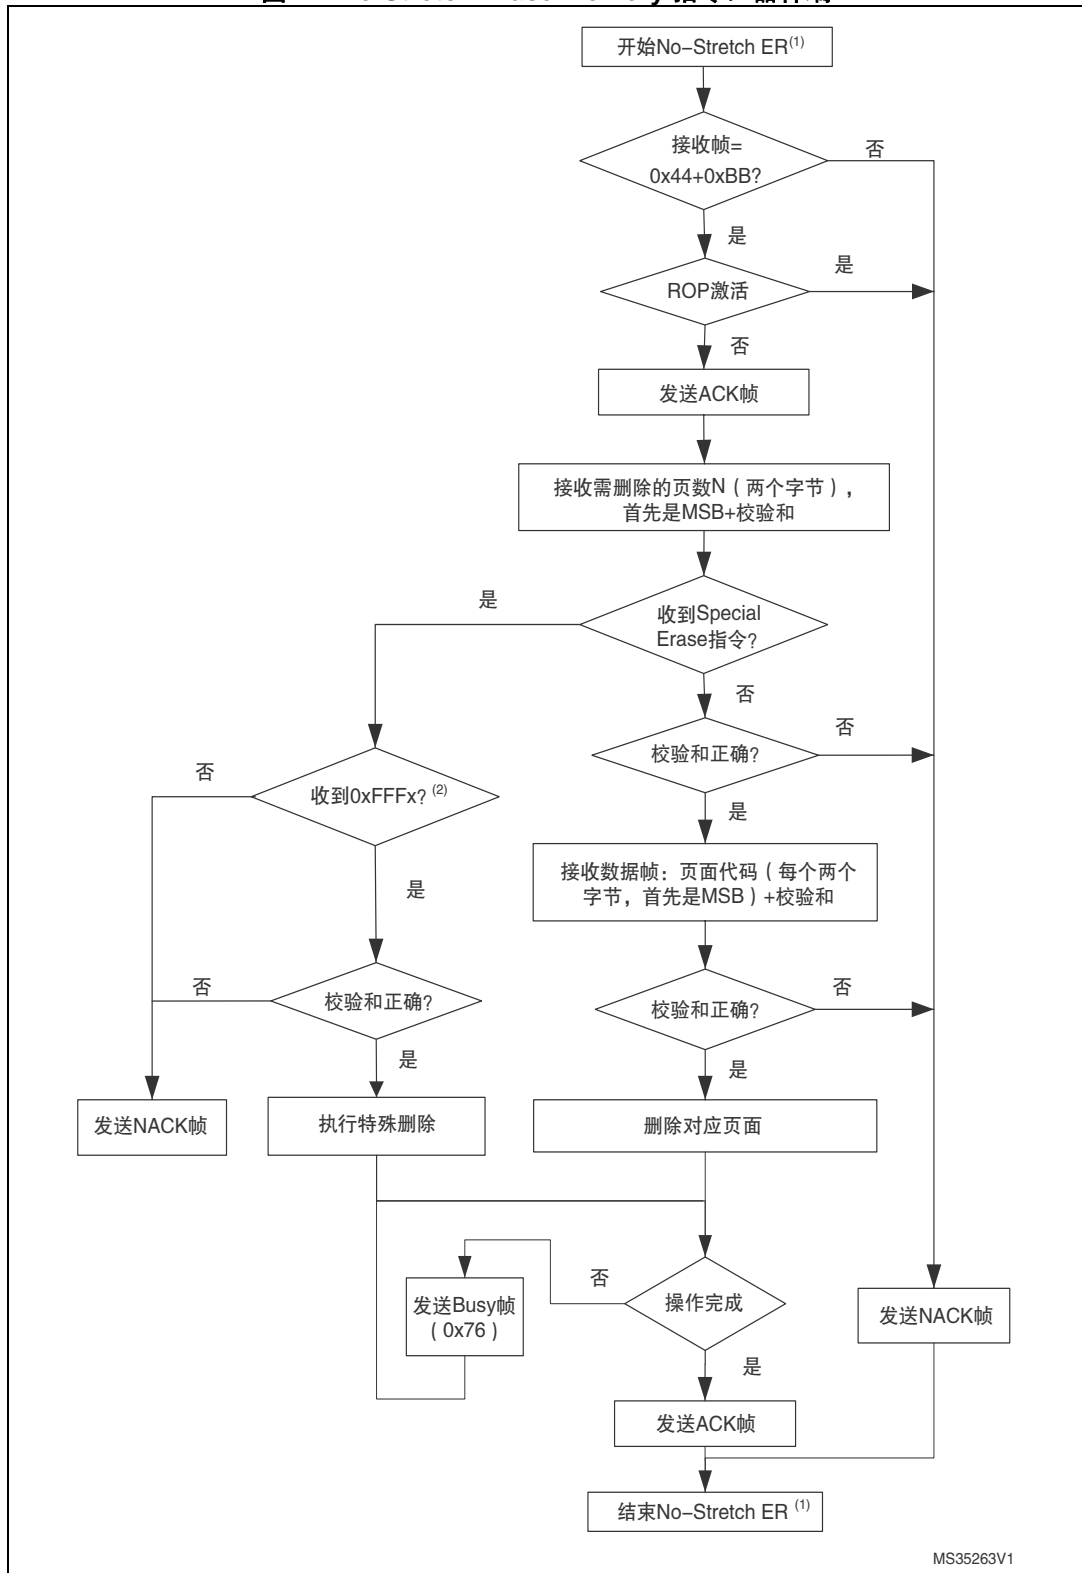 开始No-Stretch ER(1)
接收帧=
0x44+0xBB?
否
是
ROP激活
是
否
发送ACK帧
接收需删除的页数N（两个字节），
首先是MSB+校验和
收到Special
Erase指令?
是
否
校验和正确?
否
是
收到0xFFFx? (2)
否
是
接收数据帧：页面代码（每个两个
字节，首先是MSB）+校验和
校验和正确?
否
是
校验和正确?
否
是
发送NACK帧
执行特殊删除
删除对应页面
操作完成
否
发送Busy帧
（0x76）
是
发送NACK帧
发送ACK帧
结束No-Stretch ER (1)
MS35263V1